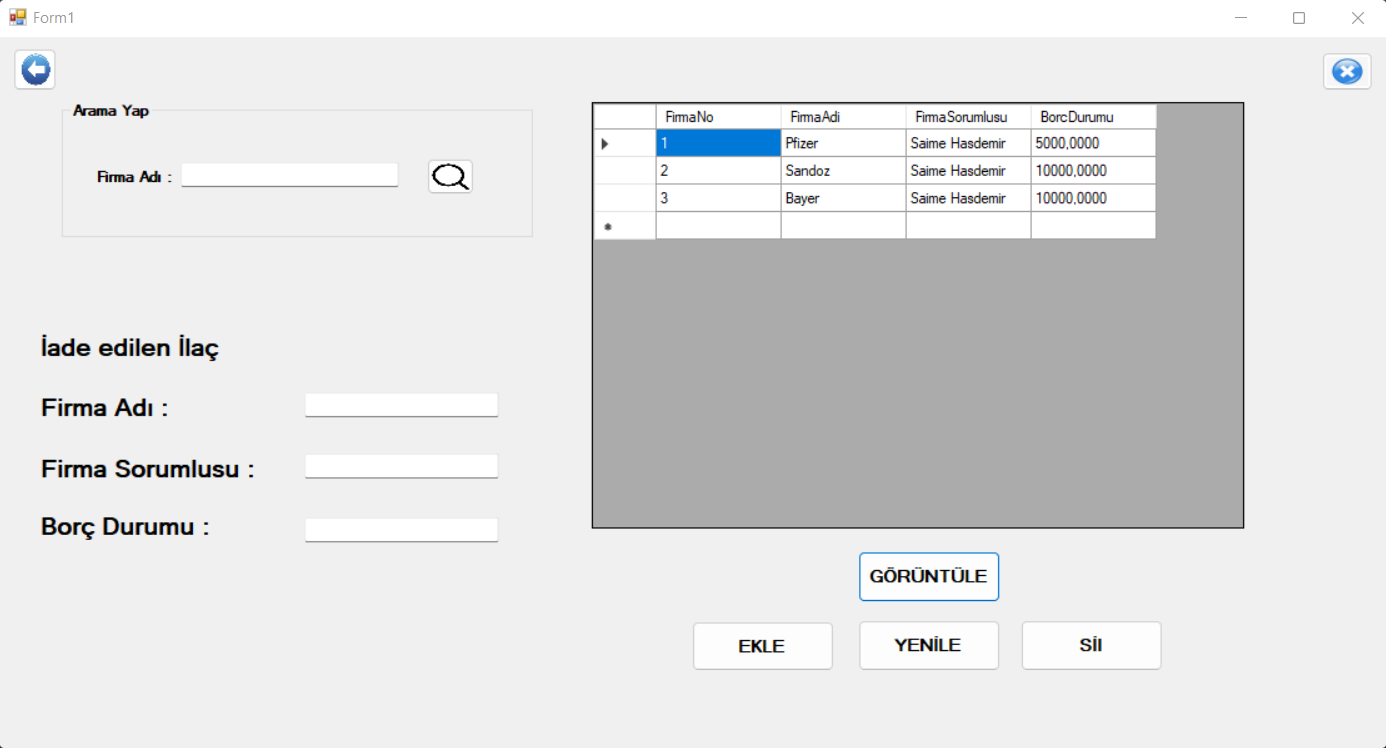 Form1
Arama Yap
Firma Adı :
FirmaNo FirmaAdi FirmaSorumlusu BorcDurumu
1 Pfizer Saime Hasdemir 5000,0000
2 Sandoz Saime Hasdemir 10000,0000
3 Bayer Saime Hasdemir 10000,0000
İade edilen İlaç
Firma Adı :
Firma Sorumlusu :
Borç Durumu :
GÖRÜNTÜLE
EKLE YENİLE Sİl